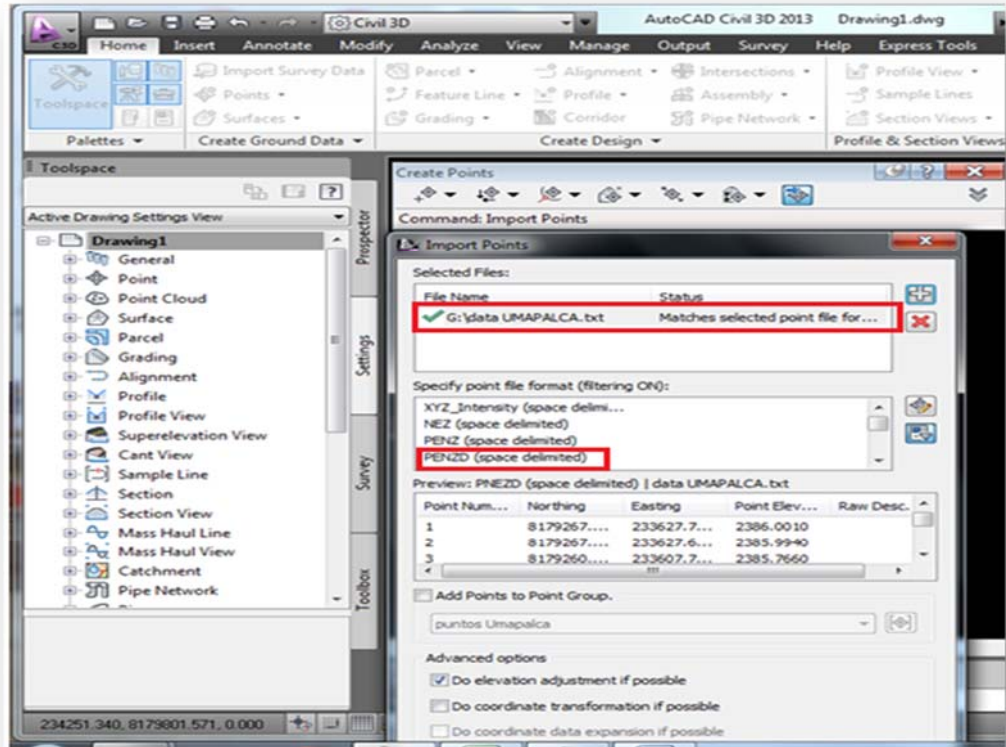 Civil 3D AutoCAD Civil 3D 2013 Drawing1.dwg
C3D Home Insert Annotate Modify Analyze View Manage Output Survey Help Express Tools
Toolspace
Import Survey Data
Points
Surfaces
Parcel
Feature Line
Grading
Alignment
Profile
Corridor
Intersections
Assembly
Pipe Network
Profile View
Sample Lines
Section Views
Palettes Create Ground Data Create Design Profile & Section Views
Toolspace
Active Drawing Settings View
Drawing1
General
Point
Point Cloud
Surface
Parcel
Grading
Alignment
Profile
Profile View
Superelevation View
Cant View
Sample Line
Section
Section View
Mass Haul Line
Mass Haul View
Catchment
Pipe Network
Prospector
Settings
Survey
Toolbox
234251.340, 8179801.571, 0.000
Create Points
Command: Import Points
Import Points
Selected Files:
File Name Status
G:\data UMAPALCA.txt Matches selected point file for...
Specify point file format (filtering ON):
XYZ_Intensity (space delimi...
NEZ (space delimited)
PENZ (space delimited)
PENZD (space delimited)
Preview: PNEZD (space delimited) | data UMAPALCA.txt
Point Num... Northing Easting Point Elev... Raw Desc.
1 8179267.... 233627.7... 2386.0010
2 8179267.... 233627.6... 2385.9940
3 8179260.... 233607.7... 2385.7660
Add Points to Point Group.
puntos Umapalca
Advanced options
Do elevation adjustment if possible
Do coordinate transformation if possible
Do coordinate data expansion if possible